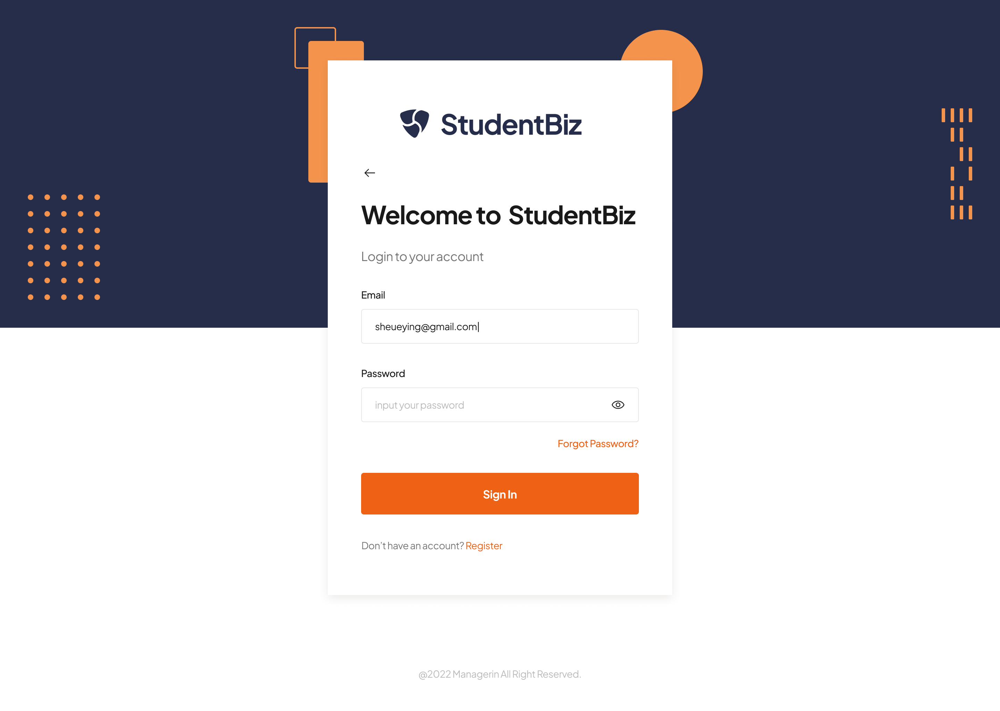 StudentBiz
Welcome to StudentBiz
Login to your account
Email
sheueying@gmail.com
Password
input your password
Forgot Password?
Sign In
Don’t have an account? Register
@2022 Managerin All Right Reserved.